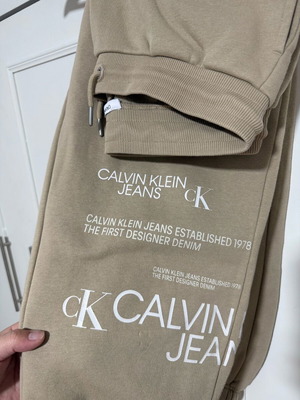 CALVIN KLEIN
JEANS CK
CALVIN KLEIN JEANS ESTABLISHED 1978
THE FIRST DESIGNER DENIM
CALVIN KLEIN JEANS ESTABLISHED 1978
THE FIRST DESIGNER DENIM
CK CALVIN
JEAN